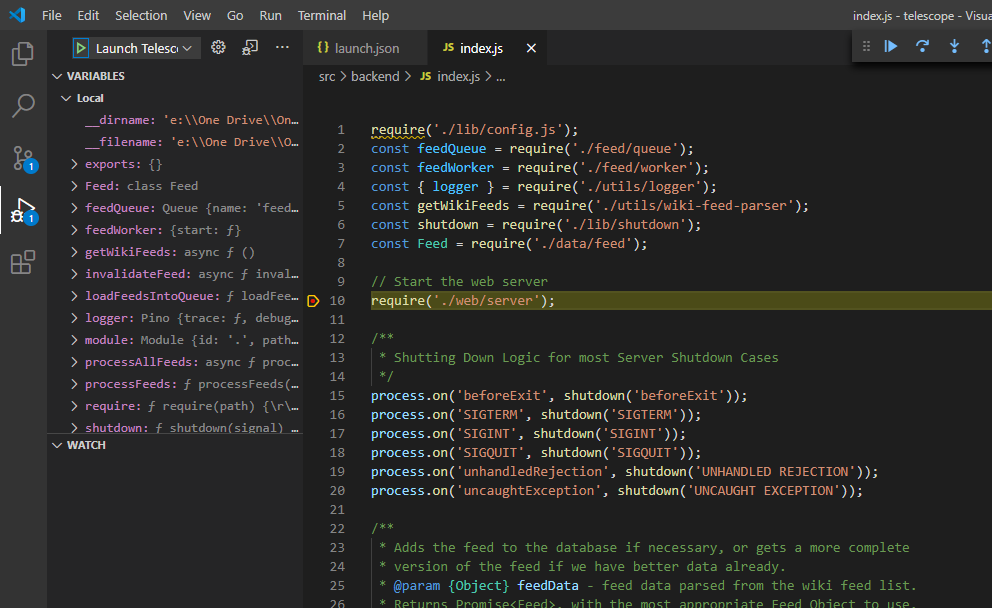 File Edit Selection View Go Run Terminal Help index.js - telescope - Visua
Launch Telesc ...
VARIABLES
Local
__dirname: 'e:\\One Drive\\On…
__filename: 'e:\\One Drive\\O…
exports: {}
Feed: class Feed
feedQueue: Queue {name: 'feed…
feedWorker: {start: ƒ}
getWikiFeeds: async ƒ ()
invalidateFeed: async ƒ inval…
loadFeedsIntoQueue: ƒ loadFee…
logger: Pino {trace: ƒ, debug…
module: Module {id: '.', path…
processAllFeeds: async ƒ proc…
processFeeds: ƒ processFeeds(…
require: ƒ require(path) {\r\…
shutdown: ƒ shutdown(signal) …
WATCH
1
1
{} launch.json JS index.js
src > backend > JS index.js > ...
1 require('./lib/config.js');
2 const feedQueue = require('./feed/queue');
3 const feedWorker = require('./feed/worker');
4 const { logger } = require('./utils/logger');
5 const getWikiFeeds = require('./utils/wiki-feed-parser');
6 const shutdown = require('./lib/shutdown');
7 const Feed = require('./data/feed');
8
9 // Start the web server
10 require('./web/server');
11
12 /**
13 * Shutting Down Logic for most Server Shutdown Cases
14 */
15 process.on('beforeExit', shutdown('beforeExit'));
16 process.on('SIGTERM', shutdown('SIGTERM'));
17 process.on('SIGINT', shutdown('SIGINT'));
18 process.on('SIGQUIT', shutdown('SIGQUIT'));
19 process.on('unhandledRejection', shutdown('UNHANDLED REJECTION'));
20 process.on('uncaughtException', shutdown('UNCAUGHT EXCEPTION'));
21
22 /**
23 * Adds the feed to the database if necessary, or gets a more complete
24 * version of the feed if we have better data already.
25 * @param {Object} feedData - feed data parsed from the wiki feed list.
26 * Returns Promise<Feed>, with the most appropriate Feed Object to use.